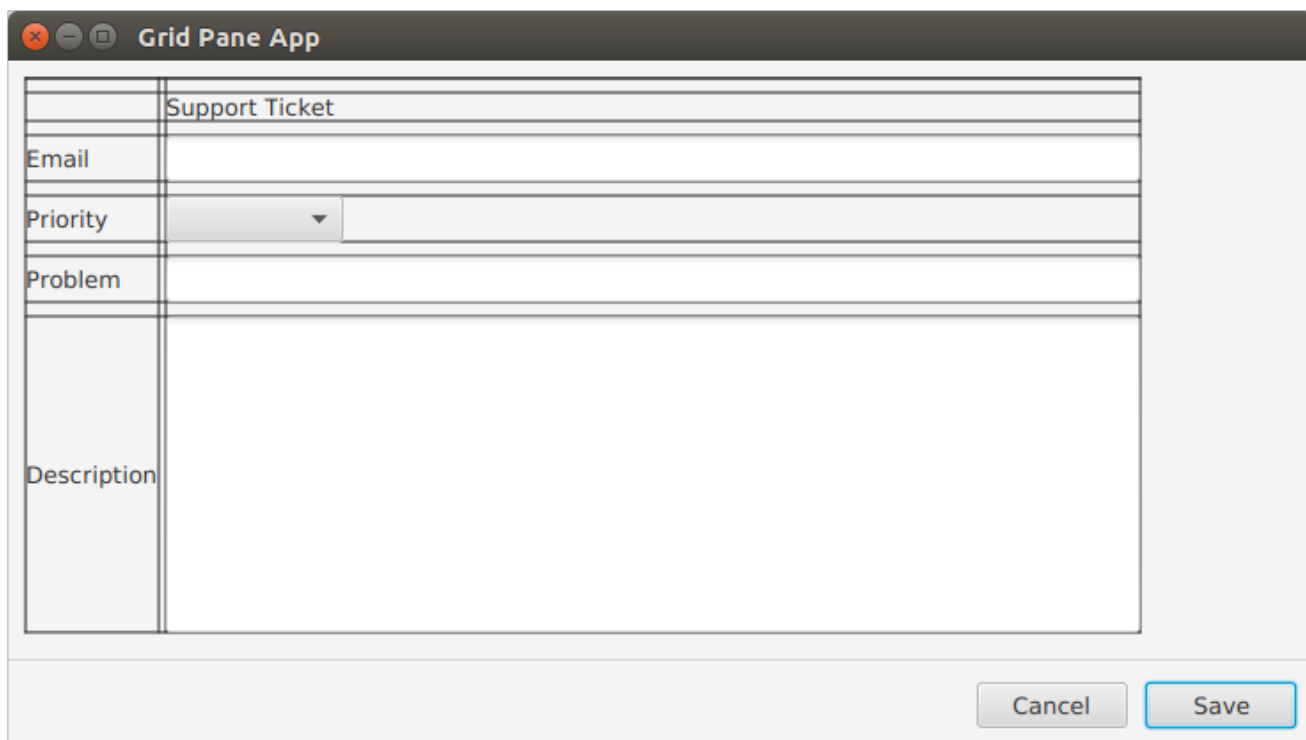 Grid Pane App
Support Ticket
Email
Priority
Problem
Description
Cancel Save